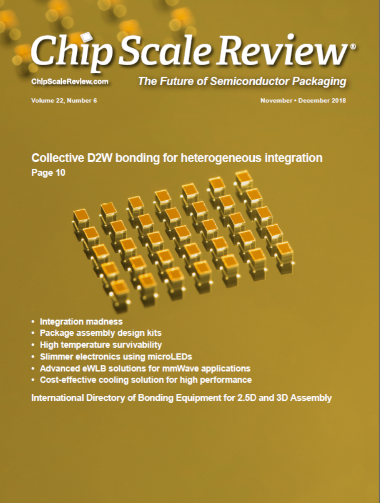 Chip Scale Review®
ChipScaleReview.com
The Future of Semiconductor Packaging
Volume 22, Number 6
November • December 2018
Collective D2W bonding for heterogeneous integration
Page 10
• Integration madness
• Package assembly design kits
• High temperature survivability
• Slimmer electronics using microLEDs
• Advanced eWLB solutions for mmWave applications
• Cost-effective cooling solution for high performance
International Directory of Bonding Equipment for 2.5D and 3D Assembly